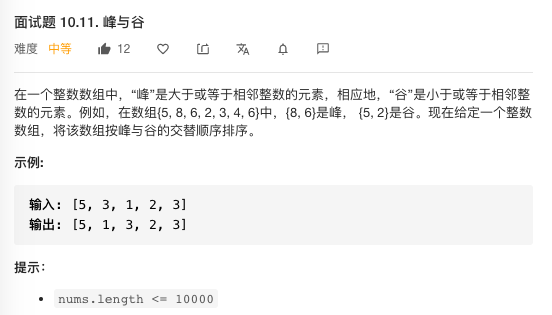 面试题 10.11. 峰与谷
难度 中等 12
在一个整数数组中，“峰”是大于或等于相邻整数的元素，相应地，“谷”是小于或等于相邻整
数的元素。例如，在数组{5, 8, 6, 2, 3, 4, 6}中，{8, 6}是峰， {5, 2}是谷。现在给定一个整数
数组，将该数组按峰与谷的交替顺序排序。
示例:
输入: [5, 3, 1, 2, 3]
输出: [5, 1, 3, 2, 3]
提示：
• nums.length <= 10000